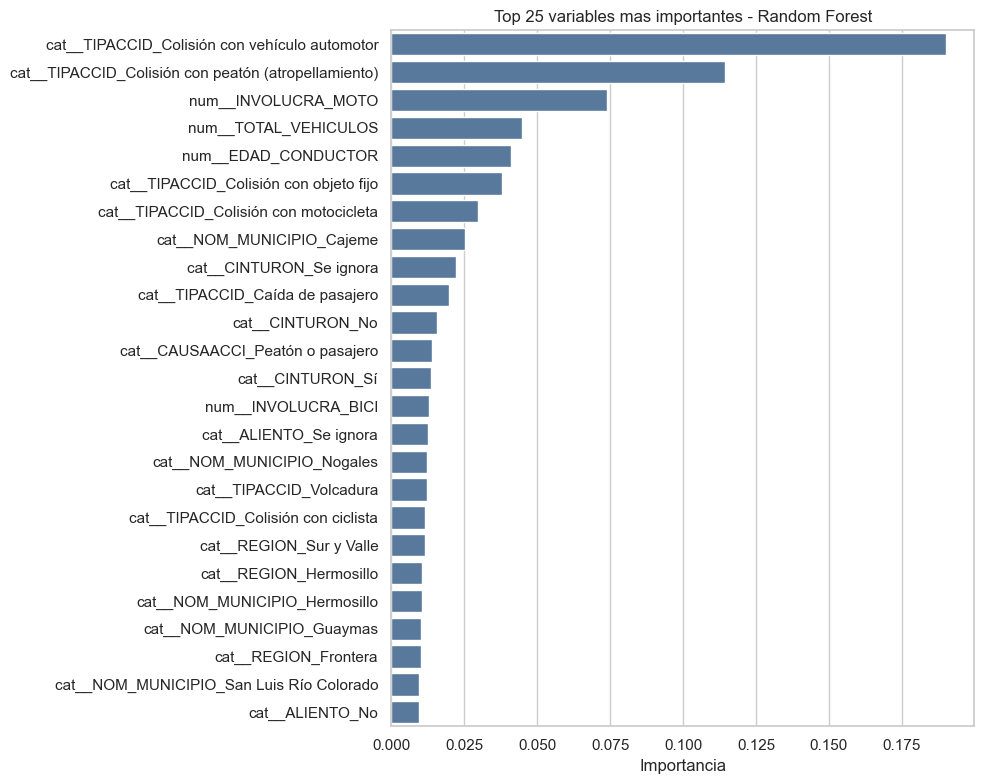 Top 25 variables mas importantes - Random Forest
cat__TIPACCID_Colisión con vehículo automotor
cat__TIPACCID_Colisión con peatón (atropellamiento)
num__INVOLUCRA_MOTO
num__TOTAL_VEHICULOS
num__EDAD_CONDUCTOR
cat__TIPACCID_Colisión con objeto fijo
cat__TIPACCID_Colisión con motocicleta
cat__NOM_MUNICIPIO_Cajeme
cat__CINTURON_Se ignora
cat__TIPACCID_Caída de pasajero
cat__CINTURON_No
cat__CAUSAACCI_Peatón o pasajero
cat__CINTURON_Sí
num__INVOLUCRA_BICI
cat__ALIENTO_Se ignora
cat__NOM_MUNICIPIO_Nogales
cat__TIPACCID_Volcadura
cat__TIPACCID_Colisión con ciclista
cat__REGION_Sur y Valle
cat__REGION_Hermosillo
cat__NOM_MUNICIPIO_Hermosillo
cat__NOM_MUNICIPIO_Guaymas
cat__REGION_Frontera
cat__NOM_MUNICIPIO_San Luis Río Colorado
cat__ALIENTO_No
0.000 0.025 0.050 0.075 0.100 0.125 0.150 0.175
Importancia